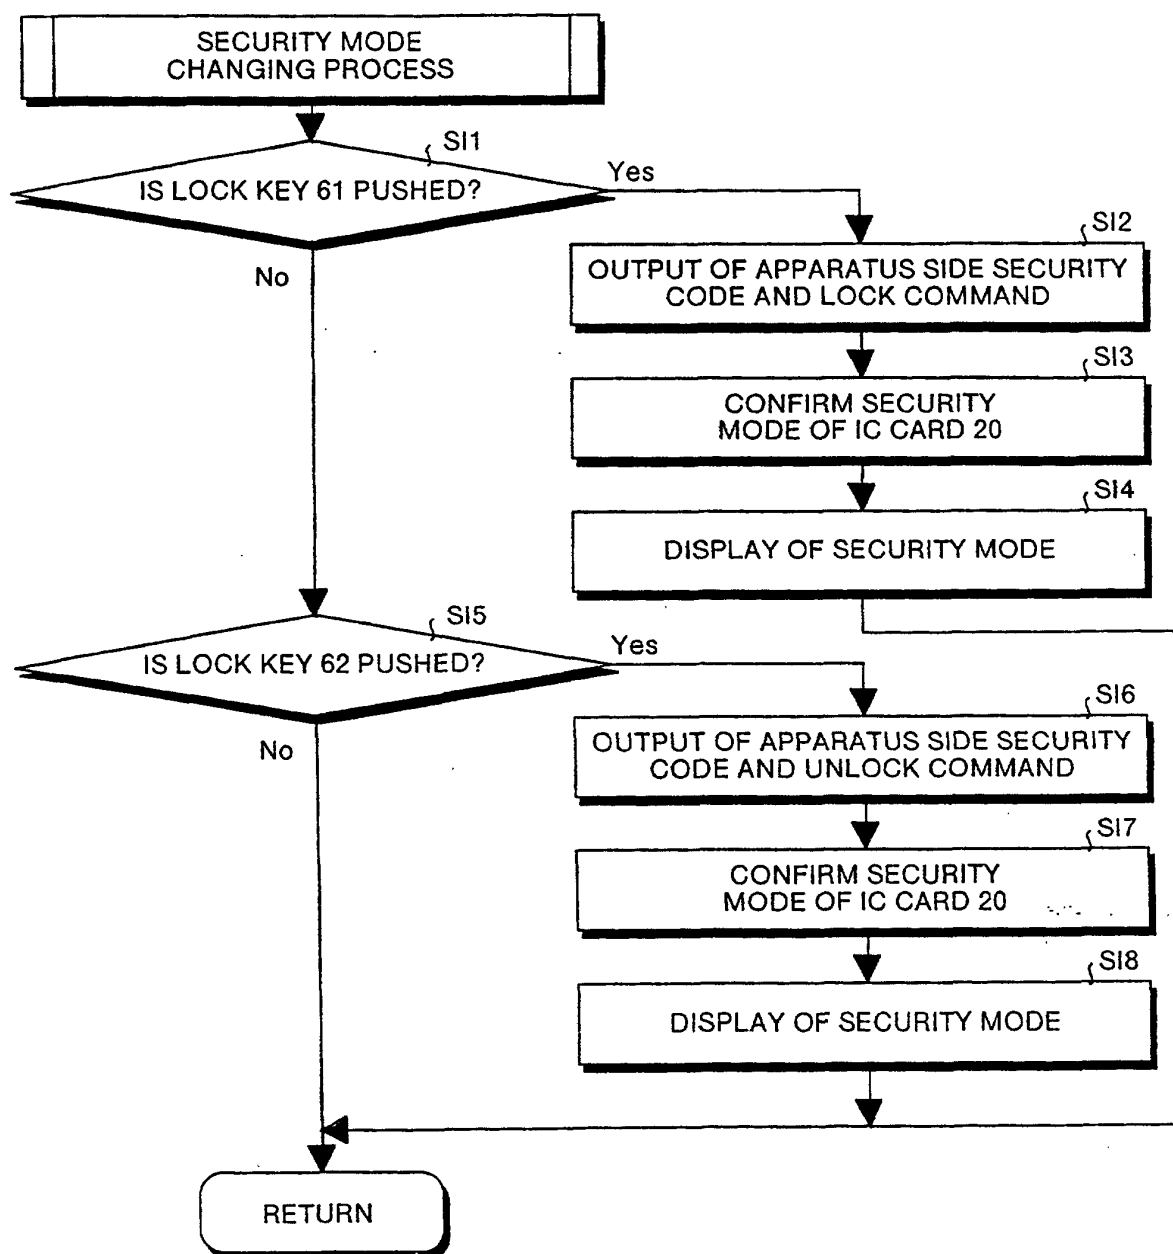 SECURITY MODE
CHANGING PROCESS
SI1
IS LOCK KEY 61 PUSHED?
Yes
No
SI2
OUTPUT OF APPARATUS SIDE SECURITY
CODE AND LOCK COMMAND
SI3
CONFIRM SECURITY
MODE OF IC CARD 20
SI4
DISPLAY OF SECURITY MODE
SI5
IS LOCK KEY 62 PUSHED?
Yes
No
SI6
OUTPUT OF APPARATUS SIDE SECURITY
CODE AND UNLOCK COMMAND
SI7
CONFIRM SECURITY
MODE OF IC CARD 20
SI8
DISPLAY OF SECURITY MODE
RETURN